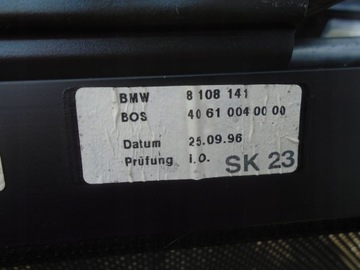 BMW 8 108 141
BOS 40 61 004 00 00
Datum 25.09.96
Prüfung i.O. SK 23